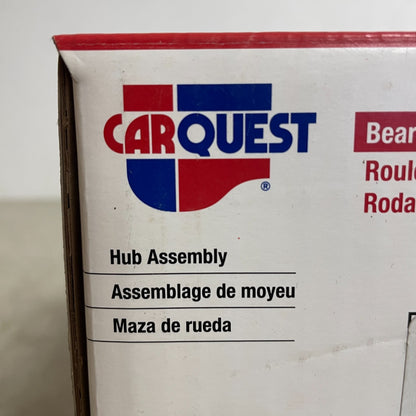 CARQUEST
®
Hub Assembly
Assemblage de moyeu
Maza de rueda